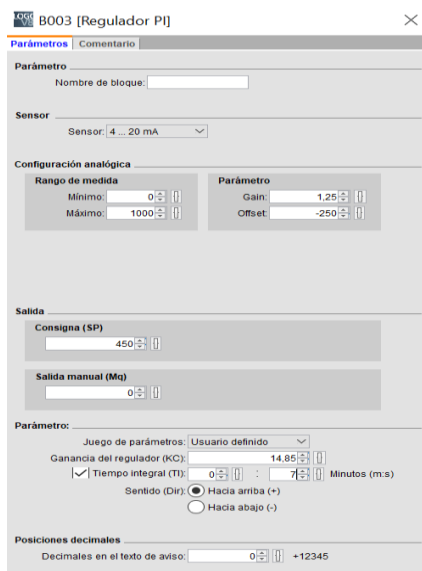 LOGO B003 [Regulador PI]
Parámetros Comentario
Parámetro
Nombre de bloque:
Sensor
Sensor: 4 ... 20 mA
Configuración analógica
Rango de medida Parámetro
Mínimo: 0 Gain: 1,25
Máximo: 1000 Offset: -250
Salida
Consigna (SP)
450
Salida manual (Mq)
0
Parámetro:
Juego de parámetros: Usuario definido
Ganancia del regulador (KC): 14,85
Tiempo integral (TI): 0 : 7 Minutos (m:s)
Sentido (Dir): Hacia arriba (+)
Hacia abajo (-)
Posiciones decimales
Decimales en el texto de aviso: 0 +12345